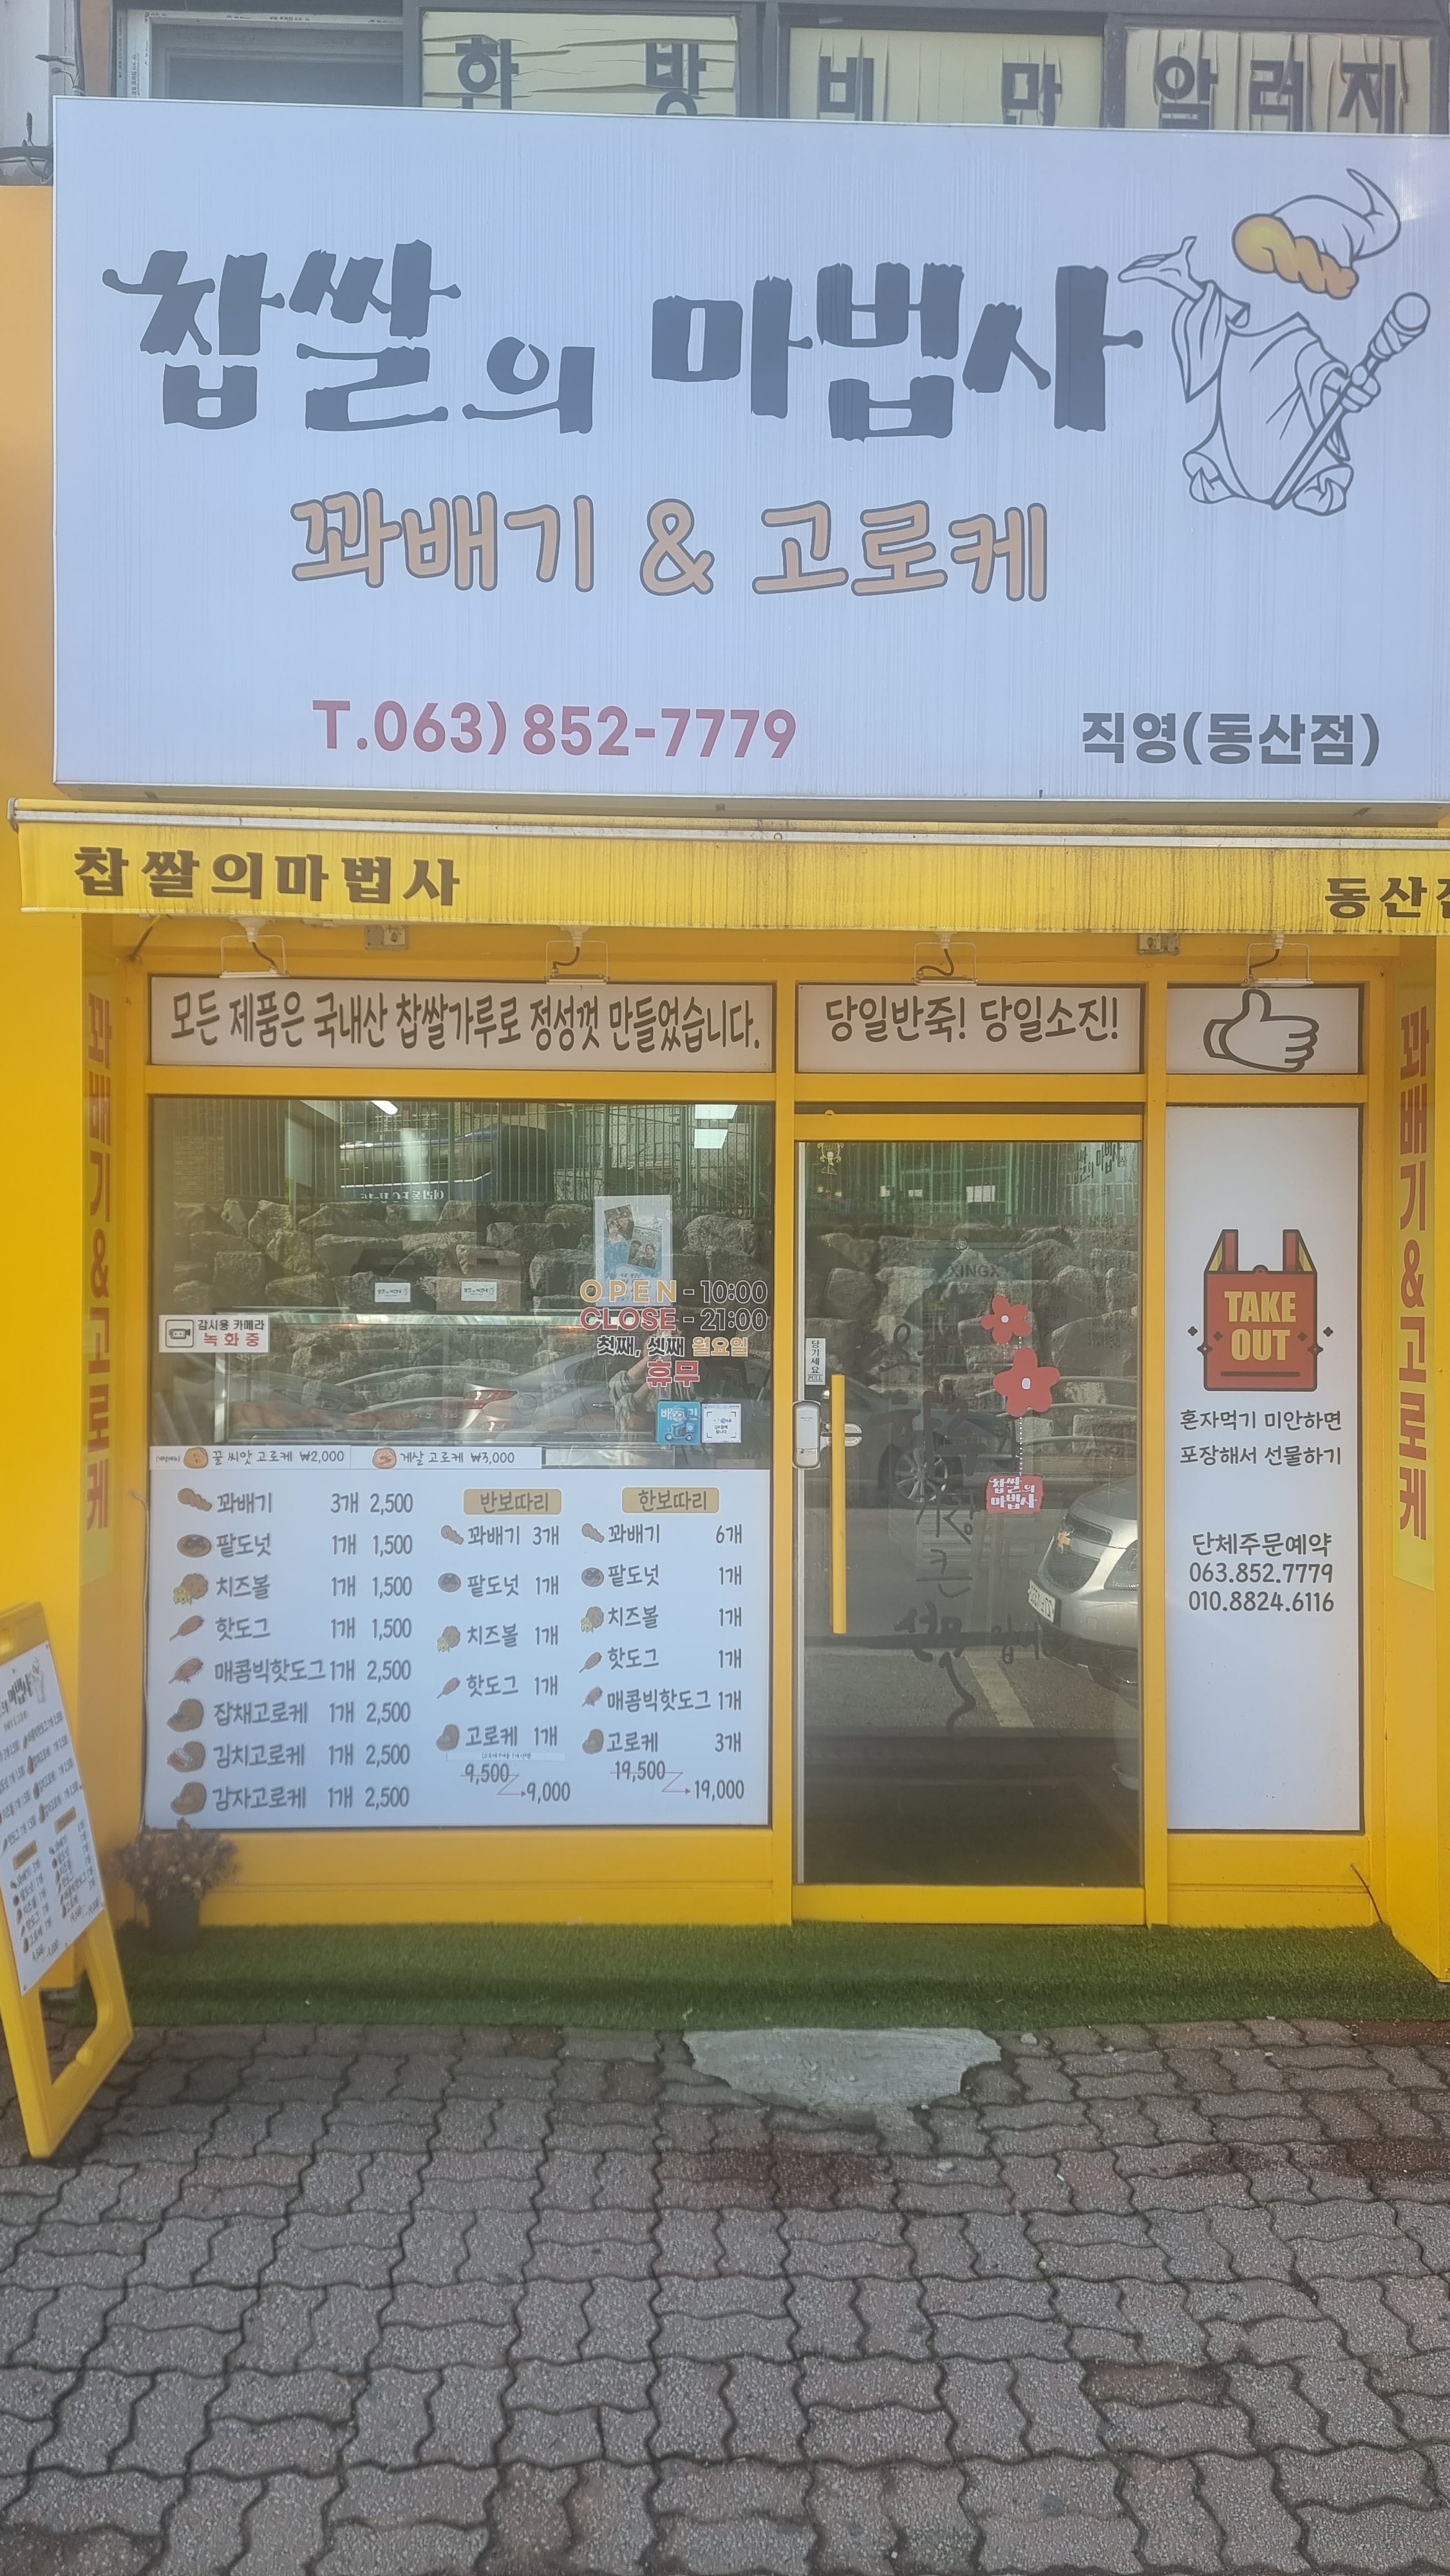 한 방 비 만 알 러 지
찹쌀의 마법사
꽈배기 & 고로케
T.063) 852-7779
직영(동산점)
찹쌀의마법사
동산점
모든 제품은 국내산 찹쌀가루로 정성껏 만들었습니다.
당일반죽! 당일소진!
꽈배기&고로케
꽈배기&고로케
OPEN - 10:00
CLOSE - 21:00
첫째, 셋째 월요일
휴무
감시용 카메라
녹화중
당기세요
PULL
꿀 씨앗 고로케 ₩2,000
게살 고로케 ₩3,000
꽈배기 3개 2,500
팥도넛 1개 1,500
치즈볼 1개 1,500
핫도그 1개 1,500
매콤빅핫도그 1개 2,500
잡채고로케 1개 2,500
김치고로케 1개 2,500
감자고로케 1개 2,500
반보따리
꽈배기 3개
팥도넛 1개
치즈볼 1개
핫도그 1개
고로케 1개
9,500
9,000
한보따리
꽈배기 6개
팥도넛 1개
치즈볼 1개
핫도그 1개
매콤빅핫도그 1개
고로케 3개
19,500
19,000
찹쌀의
마법사
TAKE
OUT
혼자먹기 미안하면
포장해서 선물하기
단체주문예약
063.852.7779
010.8824.6116